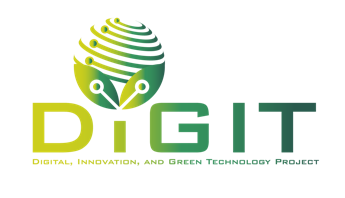 DiGIT
Digital, Innovation, and Green Technology Project